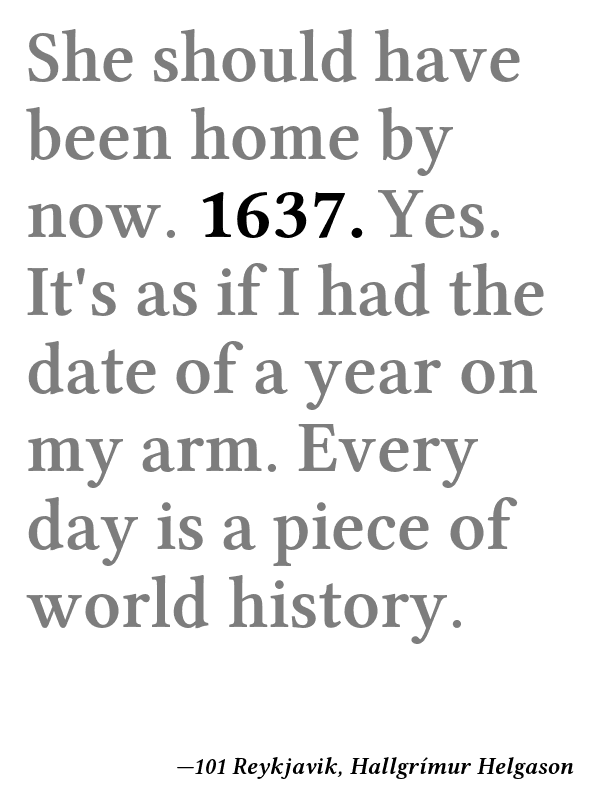 She should have
been home by
now. 1637. Yes.
It's as if I had the
date of a year on
my arm. Every
day is a piece of
world history.
—101 Reykjavik, Hallgrímur Helgason